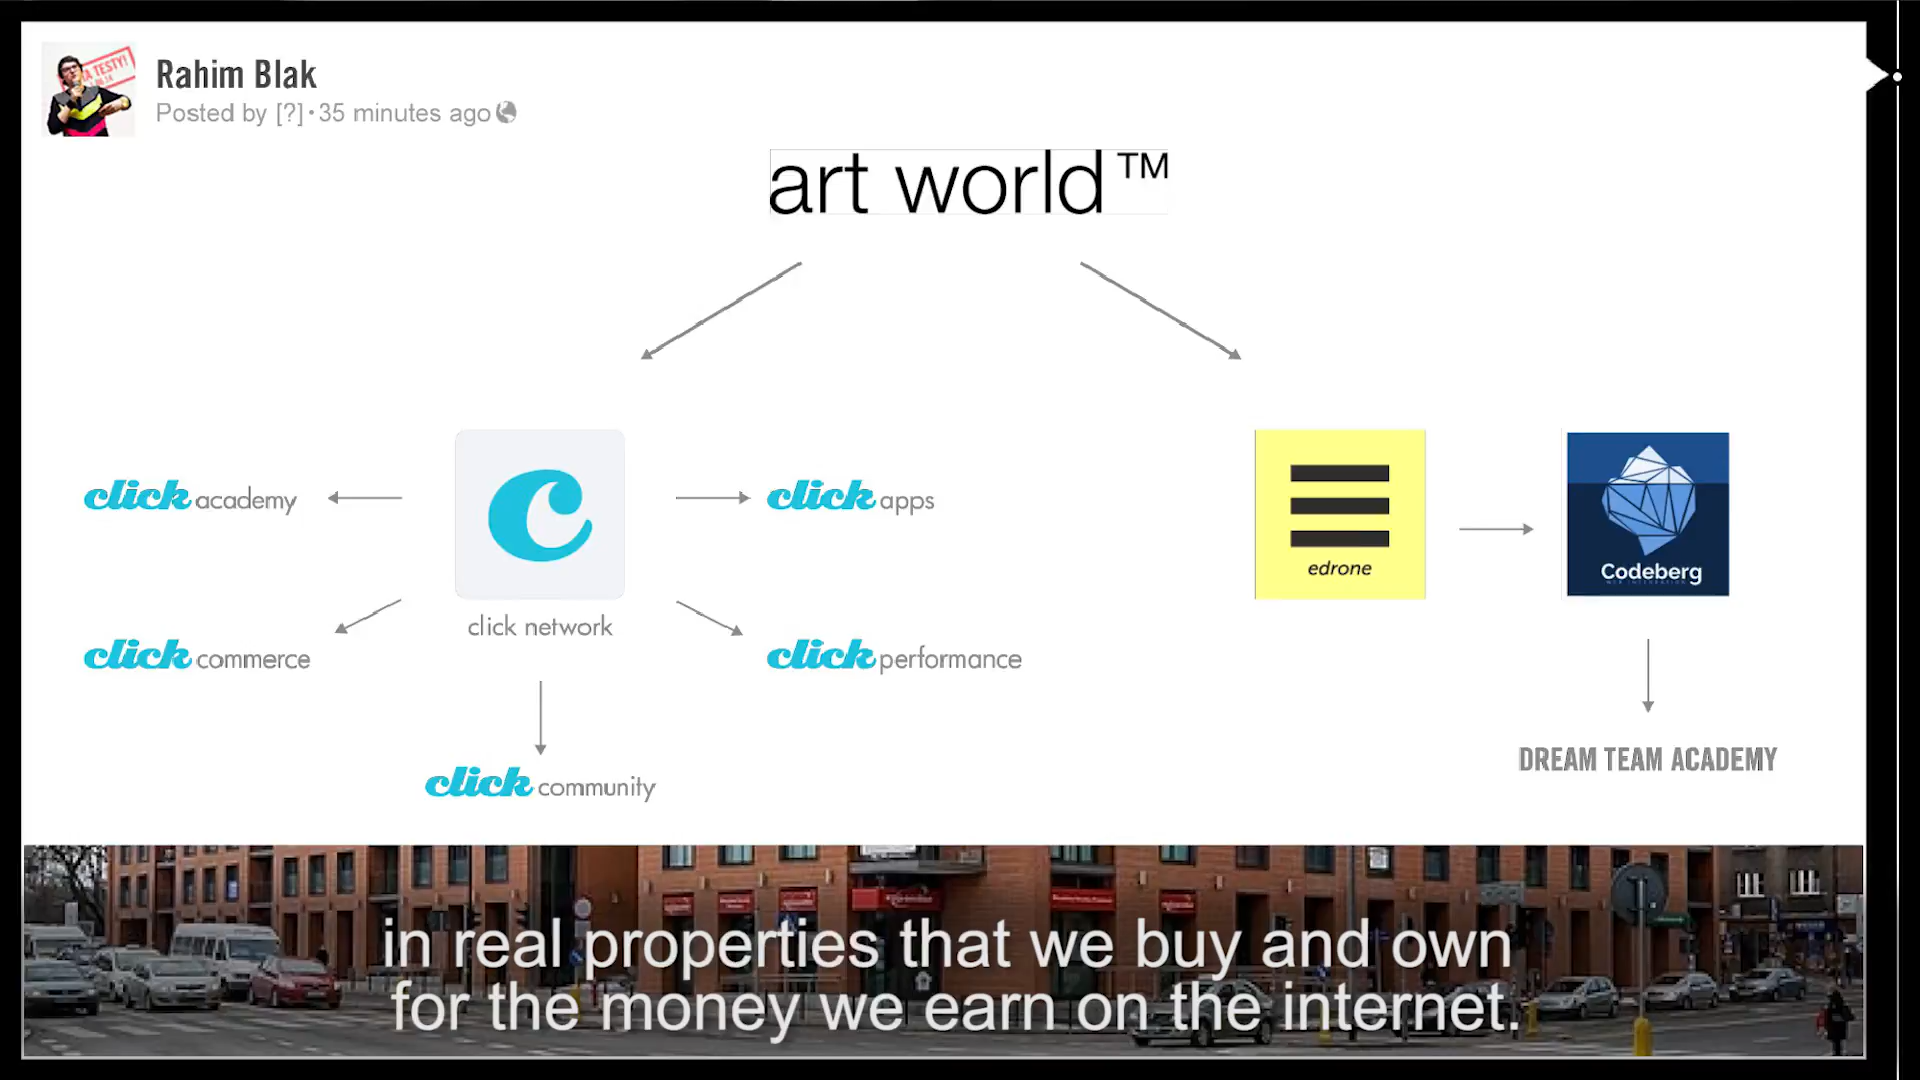 TA TESTY!
Rahim Blak
Posted by [?] · 35 minutes ago
art world™
click academy
click apps
edrone
Codeberg
click network
click commerce
click performance
DREAM TEAM ACADEMY
click community
in real properties that we buy and own
for the money we earn on the internet.